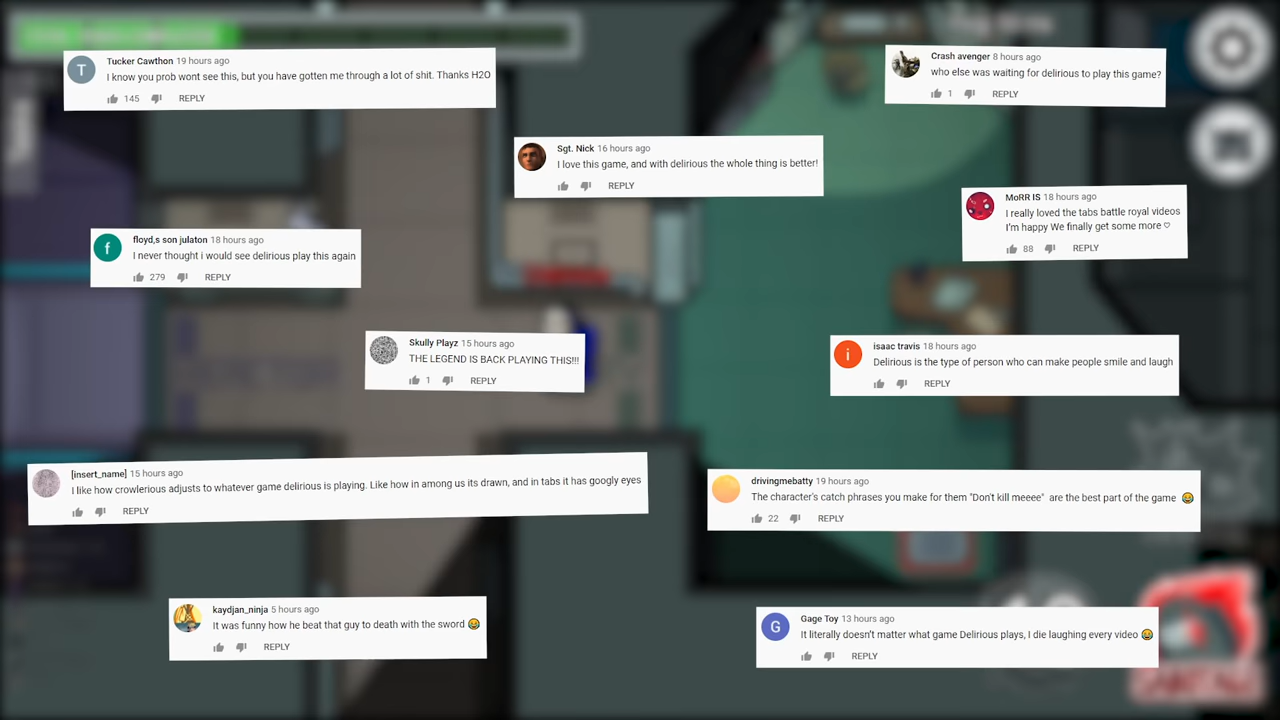 Tucker Cawthon 19 hours ago
I know you prob wont see this, but you have gotten me through a lot of shit. Thanks H2O
145 REPLY
Crash avenger 8 hours ago
who else was waiting for delirious to play this game?
1 REPLY
Sgt. Nick 16 hours ago
I love this game, and with delirious the whole thing is better!
REPLY
MoRR IS 18 hours ago
I really loved the tabs battle royal videos
I'm happy We finally get some more ♡
88 REPLY
floyd,s son julaton 18 hours ago
I never thought i would see delirious play this again
279 REPLY
Skully Playz 15 hours ago
THE LEGEND IS BACK PLAYING THIS!!!
1 REPLY
i
isaac travis 18 hours ago
Delirious is the type of person who can make people smile and laugh
REPLY
[insert_name] 15 hours ago
I like how crowlerious adjusts to whatever game delirious is playing. Like how in among us its drawn, and in tabs it has googly eyes
REPLY
drivingmebatty 19 hours ago
The character's catch phrases you make for them "Don't kill meeee" are the best part of the game 😂
22 REPLY
kaydjan_ninja 5 hours ago
It was funny how he beat that guy to death with the sword 😂
REPLY
G
Gage Toy 13 hours ago
It literally doesn't matter what game Delirious plays, I die laughing every video 😂
REPLY